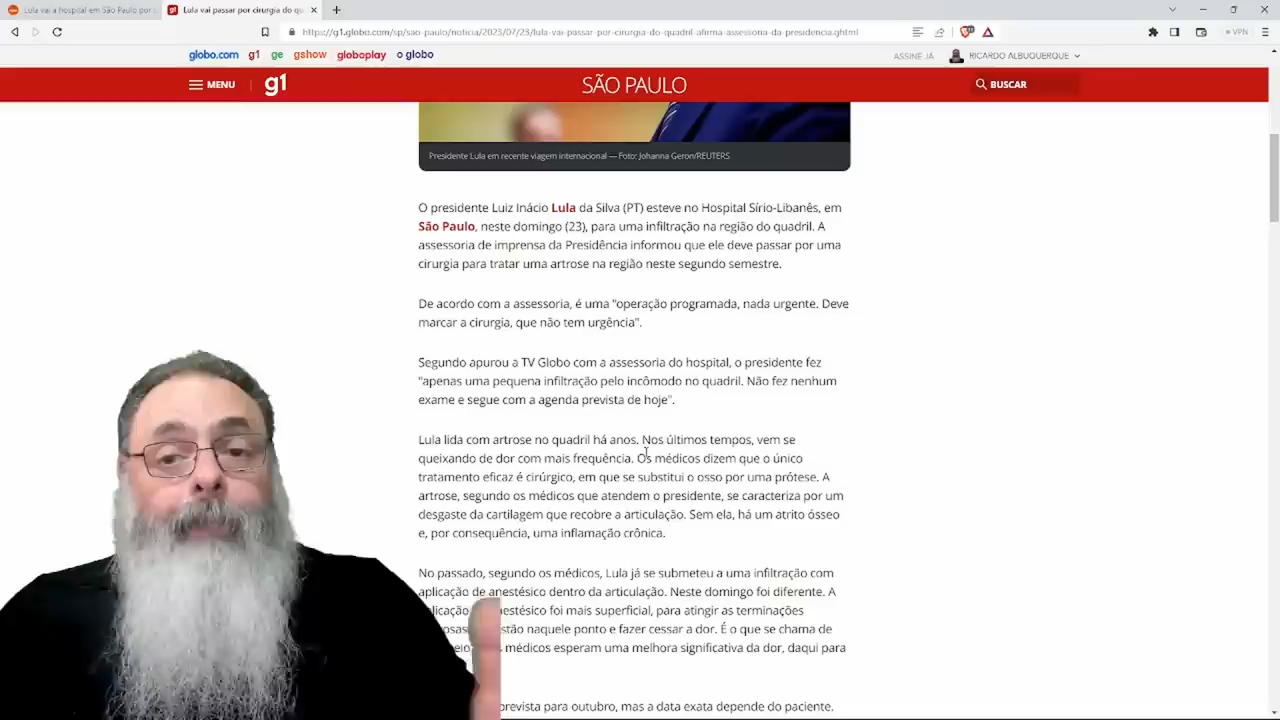 Lula vai a hospital em São Paulo por
Lula vai passar por cirurgia do qu
https://g1.globo.com/sp/sao-paulo/noticia/2023/07/23/lula-vai-passar-por-cirurgia-do-quadril-afirma-assessoria-da-presidencia.ghtml
VPN
globo.com g1 ge gshow globoplay o globo
ASSINE JÁ
RICARDO ALBUQUERQUE
MENU
g1
SÃO PAULO
BUSCAR
Presidente Lula em recente viagem internacional — Foto: Johanna Geron/REUTERS
O presidente Luiz Inácio Lula da Silva (PT) esteve no Hospital Sírio-Libanês, em
São Paulo, neste domingo (23), para uma infiltração na região do quadril. A
assessoria de imprensa da Presidência informou que ele deve passar por uma
cirurgia para tratar uma artrose na região neste segundo semestre.
De acordo com a assessoria, é uma "operação programada, nada urgente. Deve
marcar a cirurgia, que não tem urgência".
Segundo apurou a TV Globo com a assessoria do hospital, o presidente fez
"apenas uma pequena infiltração pelo incômodo no quadril. Não fez nenhum
exame e segue com a agenda prevista de hoje".
Lula lida com artrose no quadril há anos. Nos últimos tempos, vem se
queixando de dor com mais frequência. Os médicos dizem que o único
tratamento eficaz é cirúrgico, em que se substitui o osso por uma prótese. A
artrose, segundo os médicos que atendem o presidente, se caracteriza por um
desgaste da cartilagem que recobre a articulação. Sem ela, há um atrito ósseo
e, por consequência, uma inflamação crônica.
No passado, segundo os médicos, Lula já se submeteu a uma infiltração com
aplicação de anestésico dentro da articulação. Neste domingo foi diferente. A
licação estésico foi mais superficial, para atingir as terminações
osas stão naquele ponto e fazer cessar a dor. É o que se chama de
médicos esperam uma melhora significativa da dor, daqui para
prevista para outubro, mas a data exata depende do paciente.